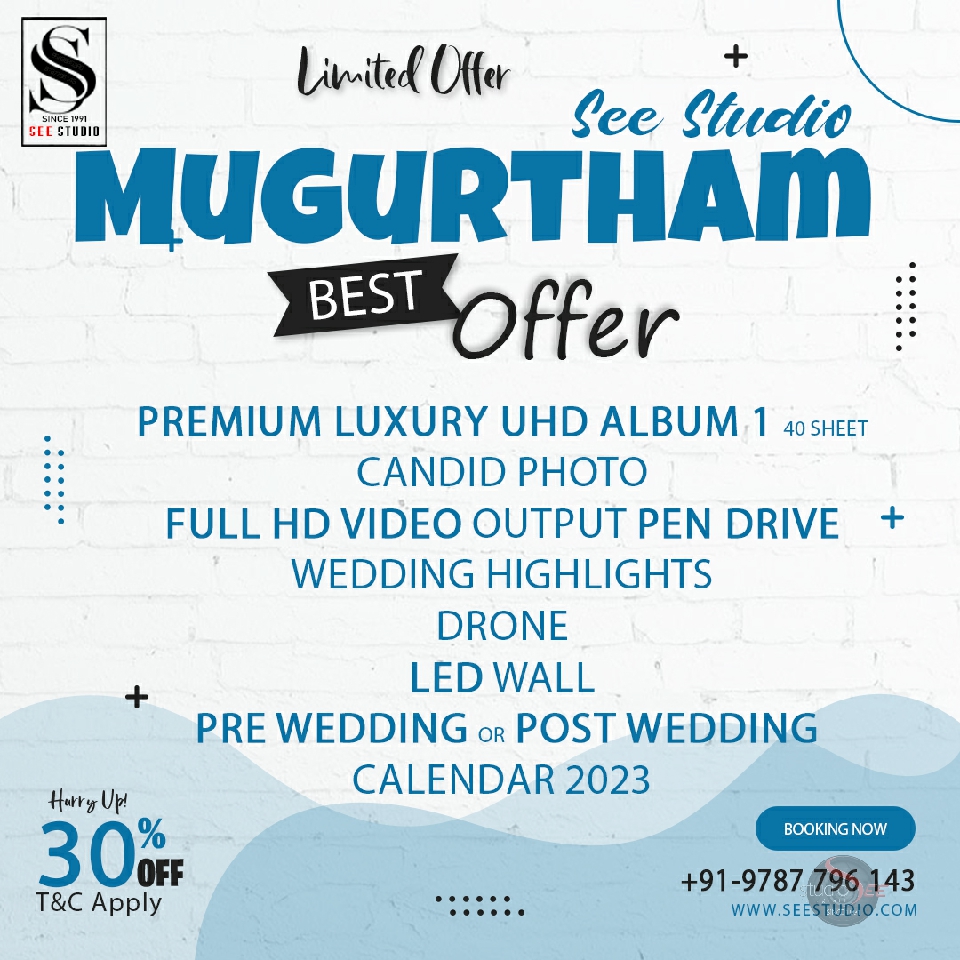 SS
SINCE 1991
SEE STUDIO
Limited Offer
See Studio
MUGURTHAM
BEST
Offer
PREMIUM LUXURY UHD ALBUM 1 40 SHEET
CANDID PHOTO
FULL HD VIDEO OUTPUT PEN DRIVE
WEDDING HIGHLIGHTS
DRONE
LED WALL
PRE WEDDING OR POST WEDDING
CALENDAR 2023
Hurry Up!
30% OFF
T&C Apply
BOOKING NOW
+91-9787 796 143
WWW.SEESTUDIO.COM